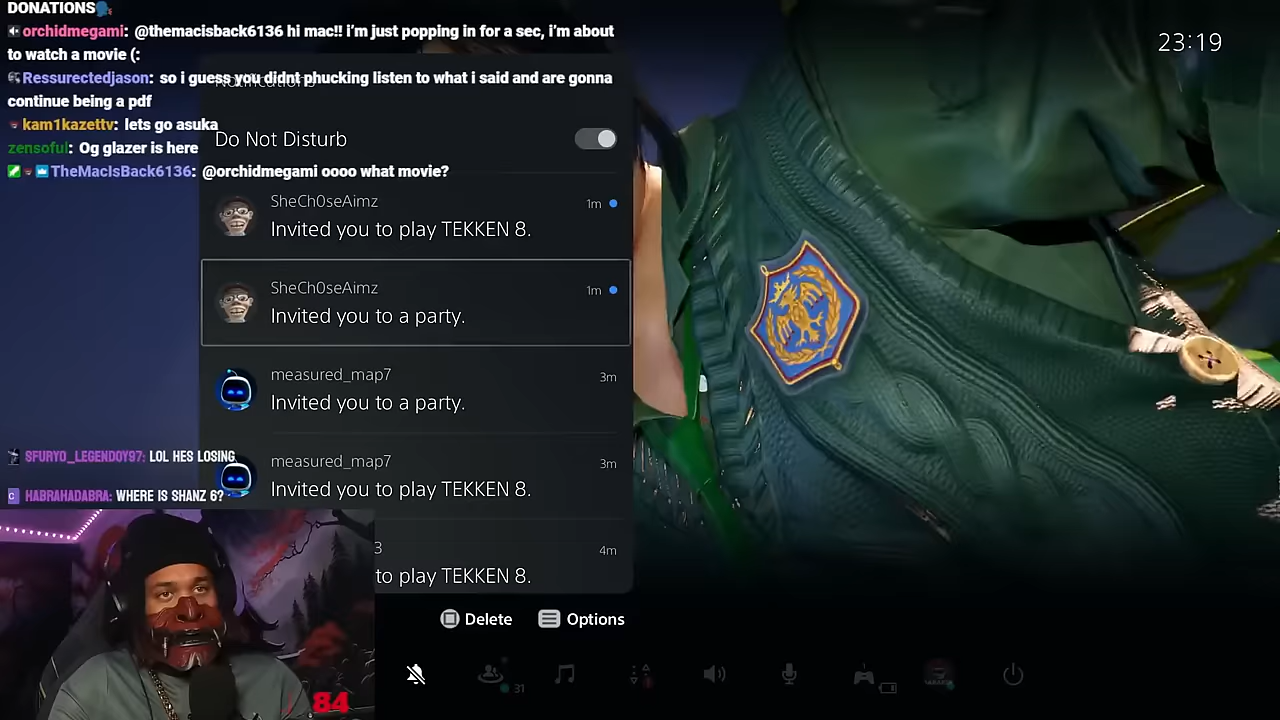 DONATIONS🗣️
orchidmegami: @themacisback6136 hi mac!! i'm just popping in for a sec, i'm about
to watch a movie (:
Ressurectedjason: so i guess you didnt phucking listen to what i said and are gonna
continue being a pdf
kam1kazettv: lets go asuka
zensoful: Og glazer is here
TheMacIsBack6136: @orchidmegami oooo what movie?
23:19
Notifications
Do Not Disturb
SheCh0seAimz
1m
Invited you to play TEKKEN 8.
SheCh0seAimz
1m
Invited you to a party.
measured_map7
3m
Invited you to a party.
measured_map7
3m
Invited you to play TEKKEN 8.
3
4m
to play TEKKEN 8.
SFURYO_LEGENDOY97: LOL HES LOSING
HABRAHADABRA: WHERE IS SHANZ 6?
Delete
Options
31
84